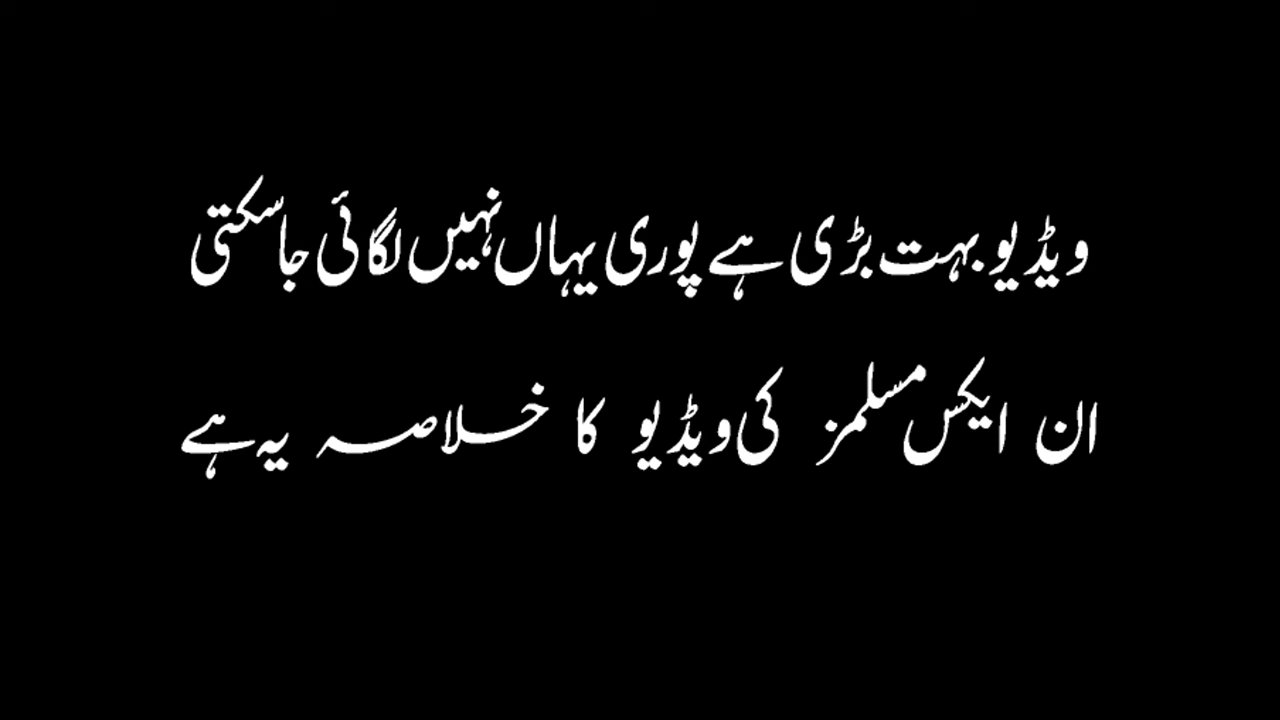 ویڈیو بہت بڑی ہے پوری یہاں نہیں لگائی جا سکتی
ان ایکس مسلمز کی ویڈیو کا خلاصہ یہ ہے